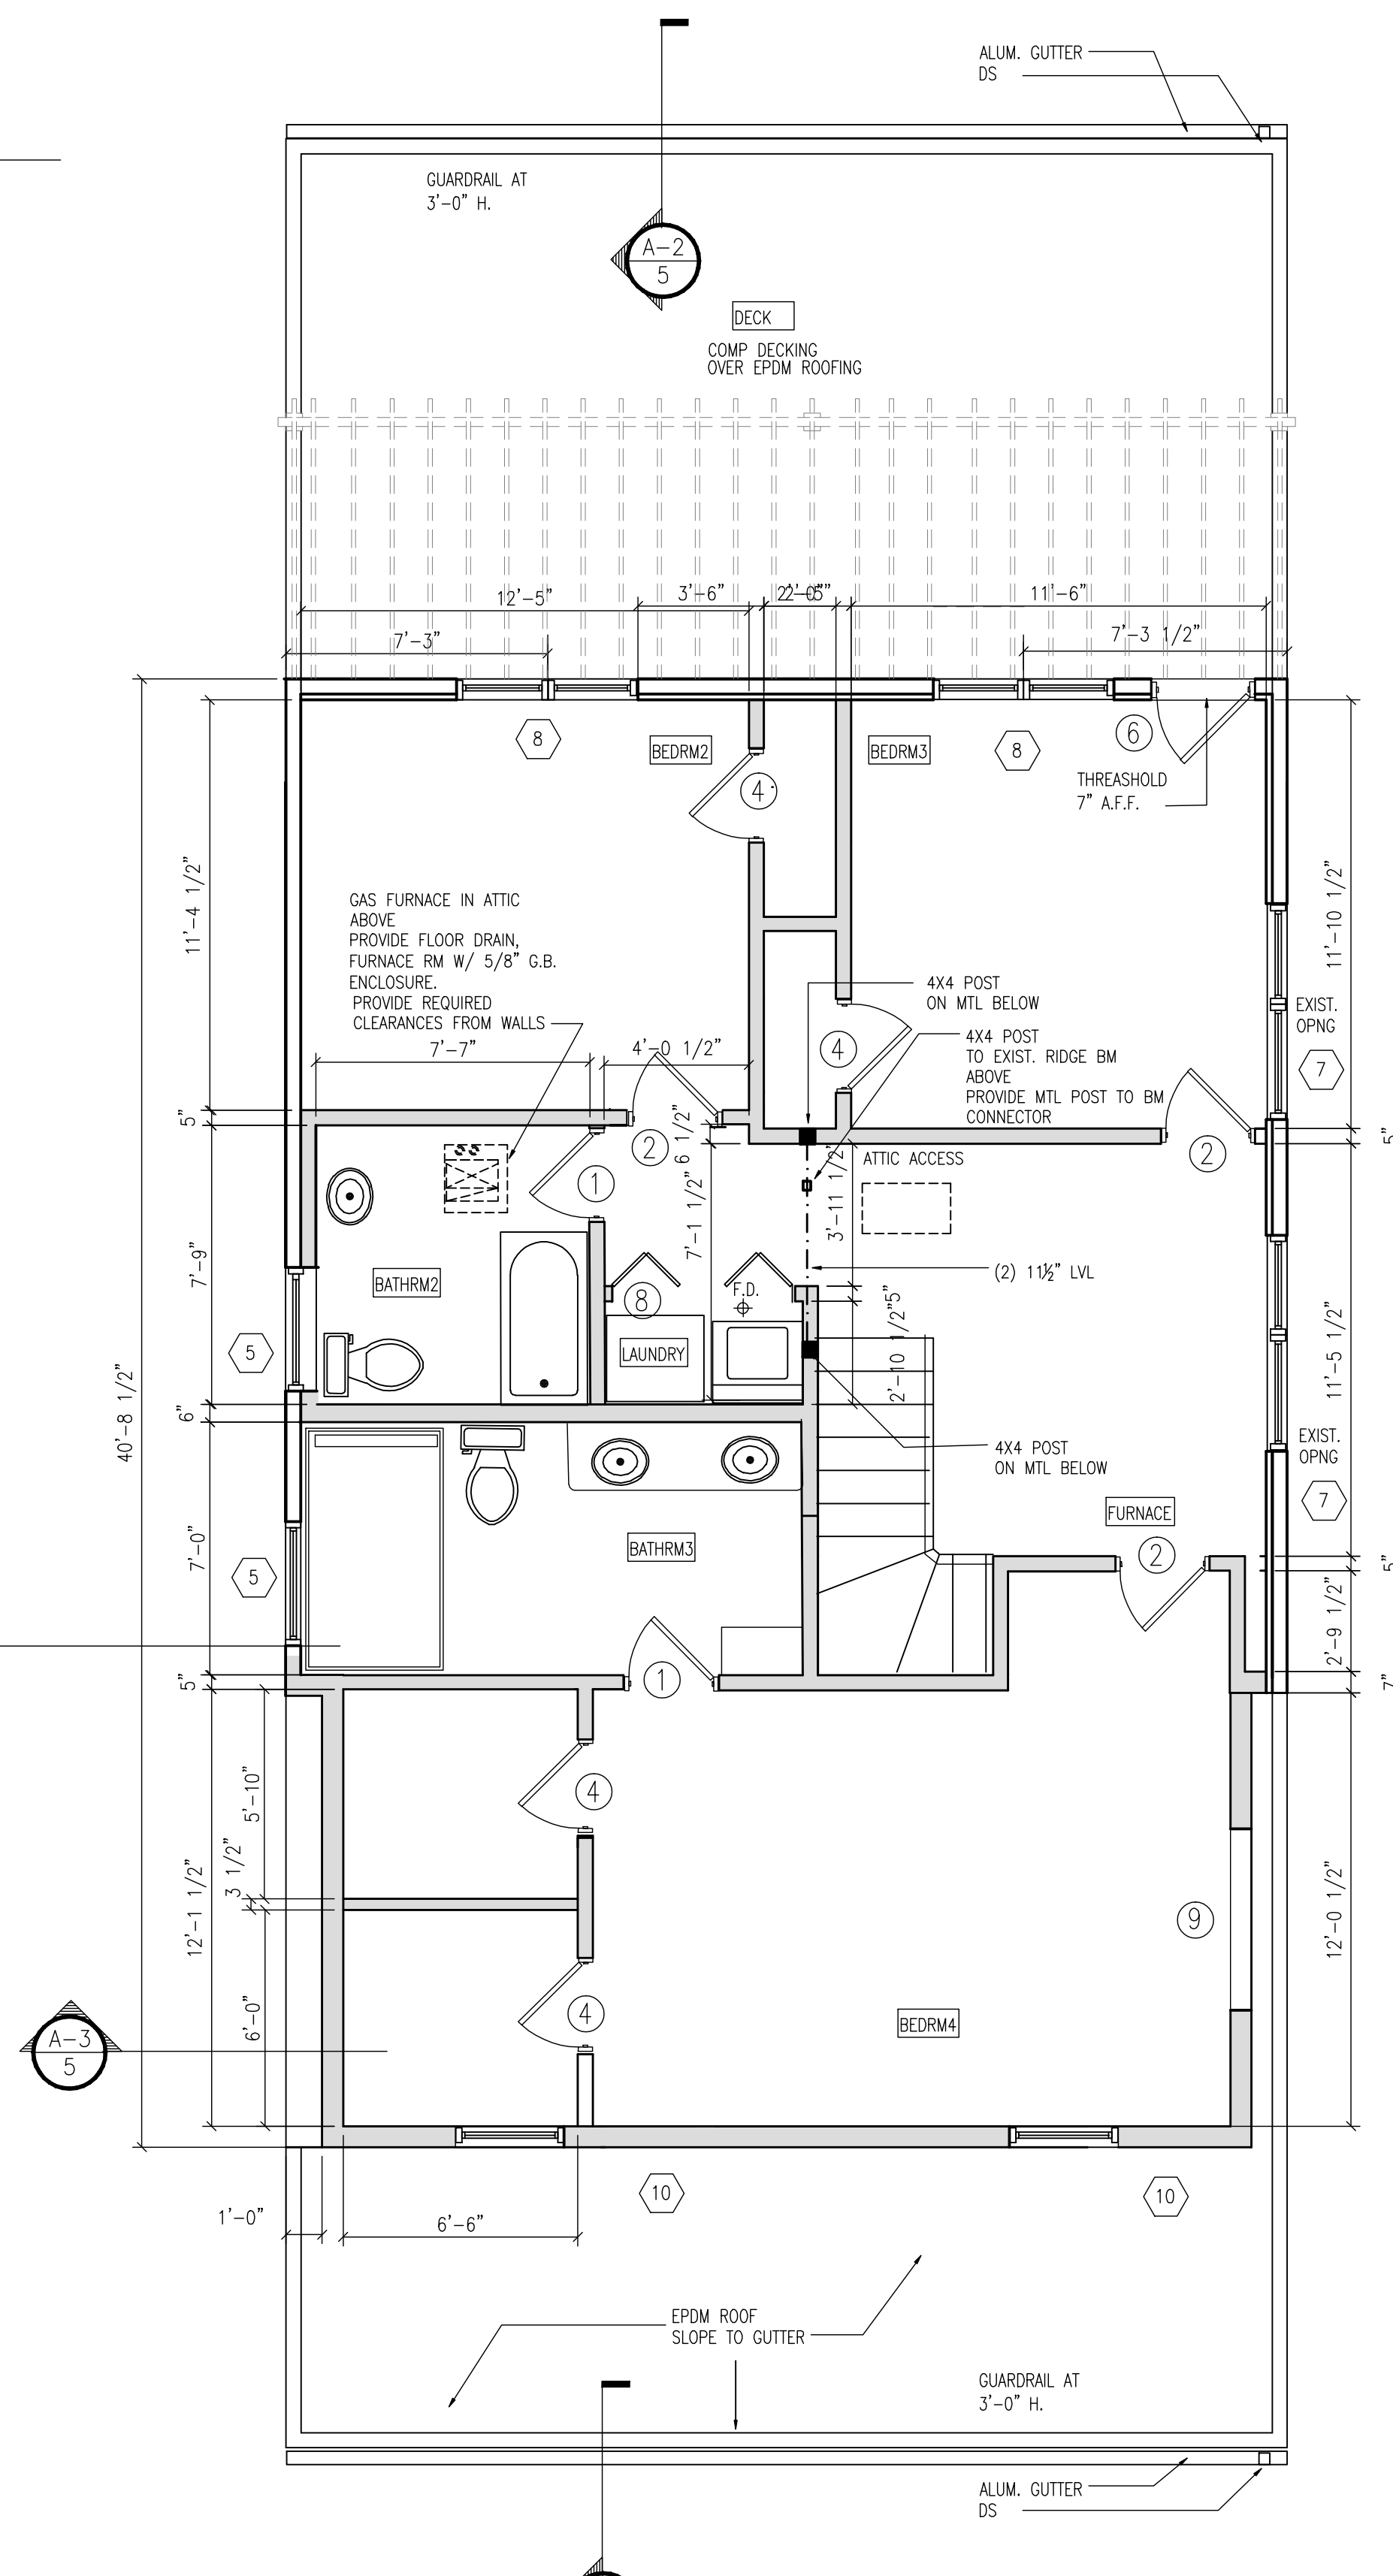 ALUM. GUTTER
DS
GUARDRAIL AT
3'-0" H.
A-2
5
DECK
COMP DECKING
OVER EPDM ROOFING
12'-5"
3'-6"
11'-6"
7'-3"
7'-3 1/2"
8
BEDRM2
BEDRM3
8
6
4
THREASHOLD
7" A.F.F.
11'-4 1/2"
11'-10 1/2"
GAS FURNACE IN ATTIC
ABOVE
PROVIDE FLOOR DRAIN,
FURNACE RM W/ 5/8" G.B.
ENCLOSURE.
PROVIDE REQUIRED
CLEARANCES FROM WALLS
4X4 POST
ON MTL BELOW
EXIST.
OPNG
7
4X4 POST
TO EXIST. RIDGE BM
ABOVE
PROVIDE MTL POST TO BM
CONNECTOR
4
7'-7"
4'-0 1/2"
5"
5"
2
6 1/2"
2
ATTIC ACCESS
1
7'-1 1/2"
3'-11 1/2"
7'-9"
BATHRM2
(2) 11½" LVL
F.D.
8
LAUNDRY
5"
5
2'-10 1/2"
11'-5 1/2"
40'-8 1/2"
6"
EXIST.
OPNG
7
4X4 POST
ON MTL BELOW
FURNACE
2
7'-0"
BATHRM3
5
5"
2'-9 1/2"
1
5"
7"
5'-10"
4
3 1/2"
12'-1 1/2"
12'-0 1/2"
9
6'-0"
4
BEDRM4
A-3
5
10
10
1'-0"
6'-6"
EPDM ROOF
SLOPE TO GUTTER
GUARDRAIL AT
3'-0" H.
ALUM. GUTTER
DS